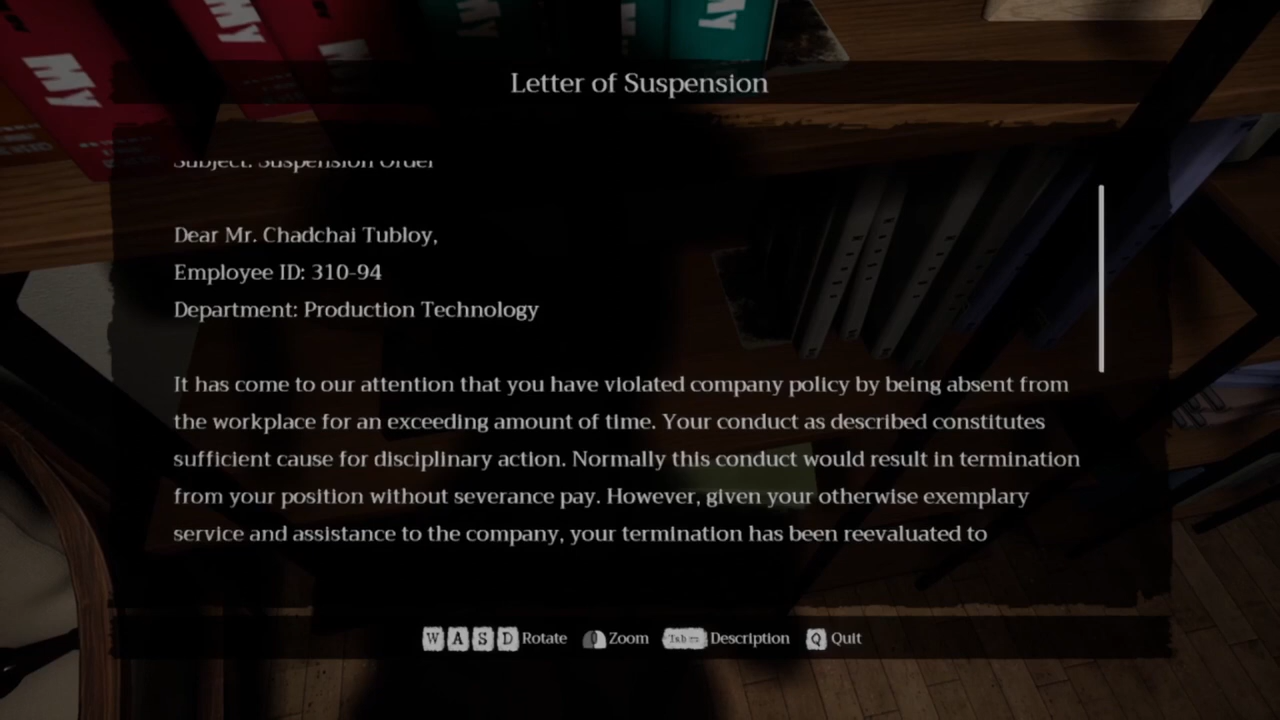 MY
MY
MY
MY
Letter of Suspension
Subject: Suspension Order
Dear Mr. Chadchai Tubloy,
Employee ID: 310-94
Department: Production Technology
It has come to our attention that you have violated company policy by being absent from
the workplace for an exceeding amount of time. Your conduct as described constitutes
sufficient cause for disciplinary action. Normally this conduct would result in termination
from your position without severance pay. However, given your otherwise exemplary
service and assistance to the company, your termination has been reevaluated to
W A S D Rotate Zoom Tab Description Q Quit